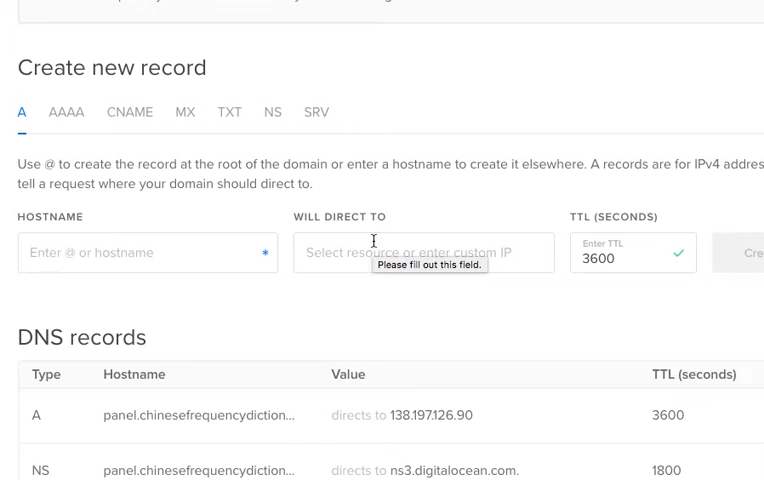 Create new record
A AAAA CNAME MX TXT NS SRV
Use @ to create the record at the root of the domain or enter a hostname to create it elsewhere. A records are for IPv4
tell a request where your domain should direct to.
HOSTNAME WILL DIRECT TO TTL (SECONDS)
Enter @ or hostname * Select resource or enter custom IP Enter TTL
3600 Cre
Please fill out this field.
DNS records
Type Hostname Value TTL (seconds)
A panel.chinesefrequencydiction... directs to 138.197.126.90 3600
NS panel.chinesefrequencydiction... directs to ns3.digitalocean.com. 1800